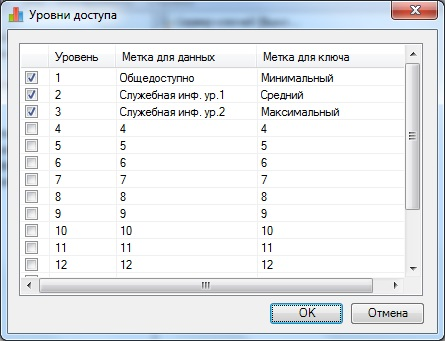 Уровни доступа
Уровень Метка для данных Метка для ключа
1 Общедоступно Минимальный
2 Служебная инф. ур.1 Средний
3 Служебная инф. ур.2 Максимальный
4 4 4
5 5 5
6 6 6
7 7 7
8 8 8
9 9 9
10 10 10
11 11 11
12 12 12
OK Отмена